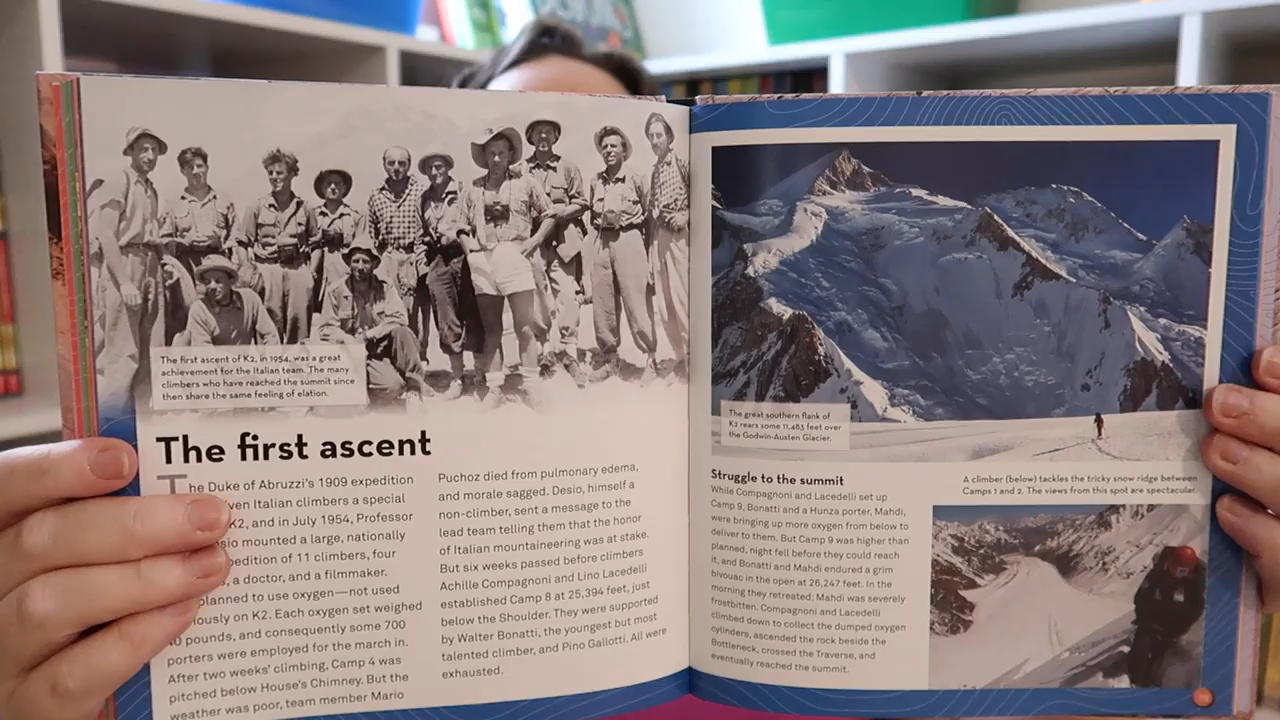 The first ascent of K2, in 1954, was a great
achievement for the Italian team. The many
climbers who have reached the summit since
then share the same feeling of elation.
The first ascent
The Duke of Abruzzi's 1909 expedition
ven Italian climbers a special
K2, and in July 1954, Professor
sio mounted a large, nationally
pedition of 11 climbers, four
, a doctor, and a filmmaker.
planned to use oxygen—not used
iously on K2. Each oxygen set weighed
40 pounds, and consequently some 700
porters were employed for the march in.
After two weeks' climbing, Camp 4 was
pitched below House's Chimney. But the
weather was poor, team member Mario
Puchoz died from pulmonary edema,
and morale sagged. Desio, himself a
non-climber, sent a message to the
lead team telling them that the honor
of Italian mountaineering was at stake.
But six weeks passed before climbers
Achille Compagnoni and Lino Lacedelli
established Camp 8 at 25,394 feet, just
below the Shoulder. They were supported
by Walter Bonatti, the youngest but most
talented climber, and Pino Gallotti. All were
exhausted.
The great southern flank of
K2 rears some 11,483 feet over
the Godwin-Austen Glacier.
Struggle to the summit
While Compagnoni and Lacedelli set up
Camp 9, Bonatti and a Hunza porter, Mahdi,
were bringing up more oxygen from below to
deliver to them. But Camp 9 was higher than
planned, night fell before they could reach
it, and Bonatti and Mahdi endured a grim
bivouac in the open at 26,247 feet. In the
morning they retreated; Mahdi was severely
frostbitten. Compagnoni and Lacedelli
climbed down to collect the dumped oxygen
cylinders, ascended the rock beside the
Bottleneck, crossed the Traverse, and
eventually reached the summit.
A climber (below) tackles the tricky snow ridge between
Camps 1 and 2. The views from this spot are spectacular.